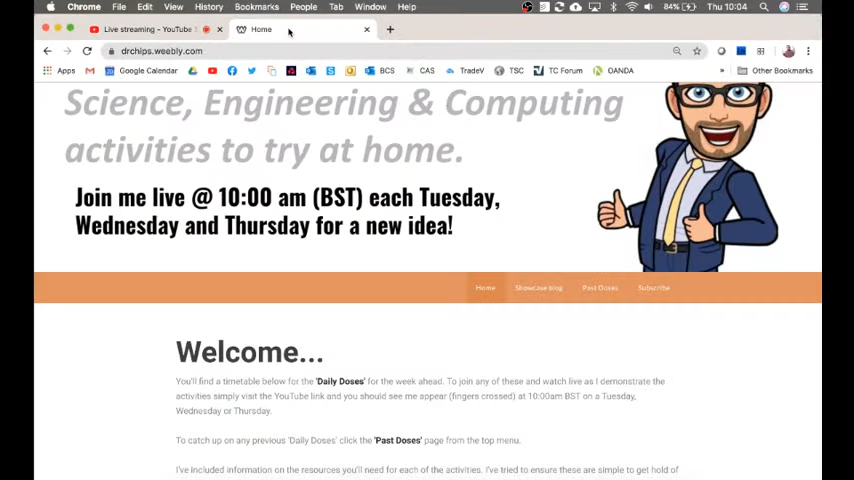 Chrome File Edit View History Bookmarks People Tab Window Help 84% Thu 10:04
Live streaming - YouTube Home
drchips.weebly.com
Apps Google Calendar BCS CAS TradeV TSC TC Forum OANDA » Other Bookmarks
Science, Engineering & Computing
activities to try at home.
Join me live @ 10:00 am (BST) each Tuesday,
Wednesday and Thursday for a new idea!
Home Showcase blog Past Doses Subscribe
Welcome...
You'll find a timetable below for the 'Daily Doses' for the week ahead. To join any of these and watch live as I demonstrate the
activities simply visit the YouTube link and you should see me appear (fingers crossed) at 10:00am BST on a Tuesday,
Wednesday or Thursday.
To catch up on any previous 'Daily Doses' click the 'Past Doses' page from the top menu.
I've included information on the resources you'll need for each of the activities. I've tried to ensure these are simple to get hold of